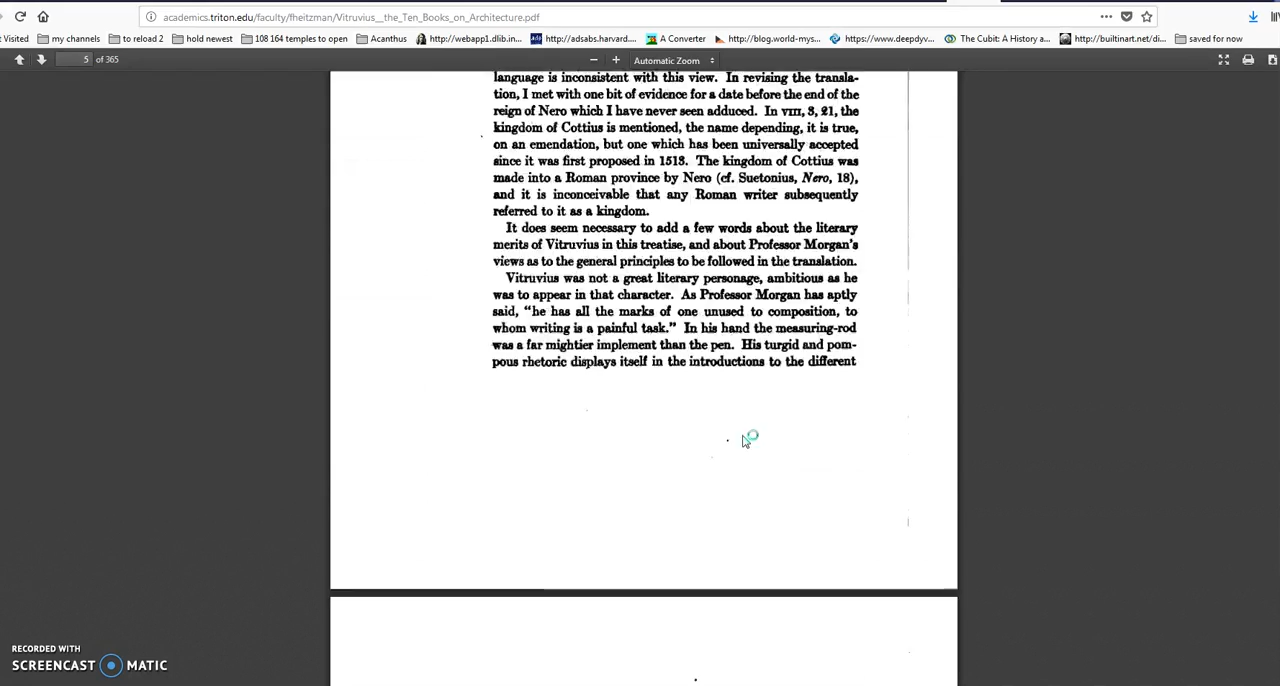 academics.triton.edu/faculty/fheitzman/Vitruvius__the_Ten_Books_on_Architecture.pdf
Visited my channels to reload 2 hold newest 108 164 temples to open Acanthus http://webapp1.dlib.in... http://adsabs.harvard.... A Converter http://blog.world-mys... https://www.deepdyv... The Cubit: A History a... http://builtinart.net/di... saved for now
5 of 365 Automatic Zoom
language is inconsistent with this view. In revising the transla-
tion, I met with one bit of evidence for a date before the end of the
reign of Nero which I have never seen adduced. In VIII, 3, 21, the
kingdom of Cottius is mentioned, the name depending, it is true,
on an emendation, but one which has been universally accepted
since it was first proposed in 1513. The kingdom of Cottius was
made into a Roman province by Nero (cf. Suetonius, Nero, 18),
and it is inconceivable that any Roman writer subsequently
referred to it as a kingdom.
It does seem necessary to add a few words about the literary
merits of Vitruvius in this treatise, and about Professor Morgan's
views as to the general principles to be followed in the translation.
Vitruvius was not a great literary personage, ambitious as he
was to appear in that character. As Professor Morgan has aptly
said, "he has all the marks of one unused to composition, to
whom writing is a painful task." In his hand the measuring-rod
was a far mightier implement than the pen. His turgid and pom-
pous rhetoric displays itself in the introductions to the different
RECORDED WITH
SCREENCAST MATIC